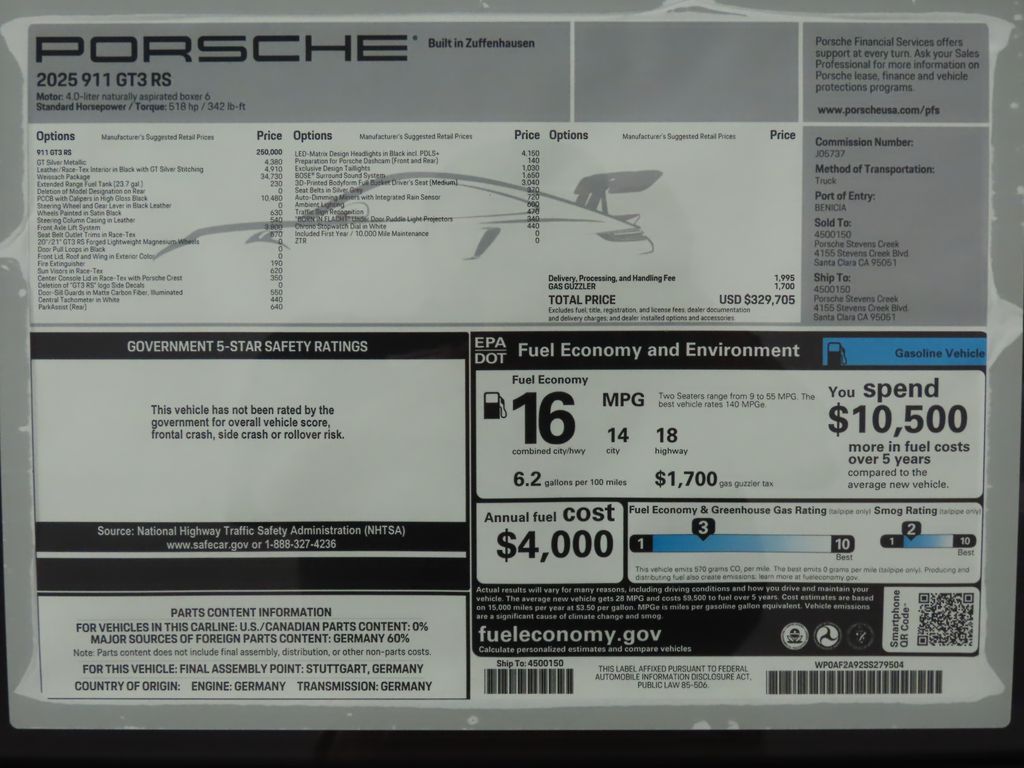 PORSCHE
Built in Zuffenhausen
2025 911 GT3 RS
Motor: 4.0-liter naturally aspirated boxer 6
Standard Horsepower / Torque: 518 hp / 342 lb-ft
Porsche Financial Services offers
support at every turn. Ask your Sales
Professional for more information on
Porsche lease, finance and vehicle
protections programs.
www.porscheusa.com/pfs
Options Manufacturer's Suggested Retail Prices Price
911 GT3 RS 250,000
GT Silver Metallic 4,380
Leather/Race-Tex Interior in Black with GT Silver Stitching 4,910
Weissach Package 34,730
Extended Range Fuel Tank (23.7 gal.) 230
Deletion of Model Designation on Rear 0
PCCB with Calipers in High Gloss Black 10,480
Steering Wheel and Gear Lever in Black Leather 0
Wheels Painted in Satin Black 630
Steering Column Casing in Leather 540
Front Axle Lift System 3,800
Seat Belt Outlet Trims in Race-Tex 670
20"/21" GT3 RS Forged Lightweight Magnesium Wheels 0
Door Pull Loops in Black 0
Front Lid, Roof and Wing in Exterior Color 0
Fire Extinguisher 190
Sun Visors in Race-Tex 620
Center Console Lid in Race-Tex with Porsche Crest 350
Deletion of "GT3 RS" logo Side Decals 0
Door-Sill Guards in Matte Carbon Fiber, Illuminated 550
Central Tachometer in White 440
ParkAssist (Rear) 640
Options Manufacturer's Suggested Retail Prices Price
LED-Matrix Design Headlights in Black incl. PDLS+ 4,150
Preparation for Porsche Dashcam (Front and Rear) 140
Exclusive Design Taillights 1,030
BOSE® Surround Sound System 1,650
3D-Printed Bodyform Full Bucket Driver's Seat (Medium) 3,040
Seat Belts in Silver Grey 370
Auto-Dimming Mirrors with Integrated Rain Sensor 720
Ambient Lighting 600
Traffic Sign Recognition 470
"BORN IN FLACHT" Under Door Puddle Light Projectors 340
Chrono Stopwatch Dial in White 440
Included First Year / 10,000 Mile Maintenance 0
ZTR 0
Options Manufacturer's Suggested Retail Prices Price
Delivery, Processing, and Handling Fee 1,995
GAS GUZZLER 1,700
TOTAL PRICE USD $329,705
Excludes fuel, title, registration, and license fees, dealer documentation
and delivery charges, and dealer installed options and accessories
Commission Number:
J05737
Method of Transportation:
Truck
Port of Entry:
BENICIA
Sold To:
4500150
Porsche Stevens Creek
4155 Stevens Creek Blvd.
Santa Clara CA 95051
Ship To:
4500150
Porsche Stevens Creek
4155 Stevens Creek Blvd.
Santa Clara CA 95051
GOVERNMENT 5-STAR SAFETY RATINGS
This vehicle has not been rated by the
government for overall vehicle score,
frontal crash, side crash or rollover risk.
Source: National Highway Traffic Safety Administration (NHTSA)
www.safecar.gov or 1-888-327-4236
PARTS CONTENT INFORMATION
FOR VEHICLES IN THIS CARLINE: U.S./CANADIAN PARTS CONTENT: 0%
MAJOR SOURCES OF FOREIGN PARTS CONTENT: GERMANY 60%
Note: Parts content does not include final assembly, distribution, or other non-parts costs.
FOR THIS VEHICLE: FINAL ASSEMBLY POINT: STUTTGART, GERMANY
COUNTRY OF ORIGIN: ENGINE: GERMANY TRANSMISSION: GERMANY
EPA
DOT
Fuel Economy and Environment
Gasoline Vehicle
Fuel Economy
16
combined city/hwy
MPG
14
city
18
highway
Two Seaters range from 9 to 55 MPG. The
best vehicle rates 140 MPGe.
6.2 gallons per 100 miles
$1,700 gas guzzler tax
You spend
$10,500
more in fuel costs
over 5 years
compared to the
average new vehicle.
Annual fuel cost
$4,000
Fuel Economy & Greenhouse Gas Rating (tailpipe only)
3
1 10
Best
Smog Rating (tailpipe only)
2
1 10
Best
This vehicle emits 570 grams CO₂ per mile. The best emits 0 grams per mile (tailpipe only). Producing and
distributing fuel also create emissions; learn more at fueleconomy.gov.
Actual results will vary for many reasons, including driving conditions and how you drive and maintain your
vehicle. The average new vehicle gets 28 MPG and costs $9,500 to fuel over 5 years. Cost estimates are based
on 15,000 miles per year at $3.50 per gallon. MPGe is miles per gasoline gallon equivalent. Vehicle emissions
are a significant cause of climate change and smog.
fueleconomy.gov
Calculate personalized estimates and compare vehicles
Smartphone
QR Code™
Ship To: 4500150
THIS LABEL AFFIXED PURSUANT TO FEDERAL
AUTOMOBILE INFORMATION DISCLOSURE ACT,
PUBLIC LAW 85-506.
WP0AF2A92SS279504